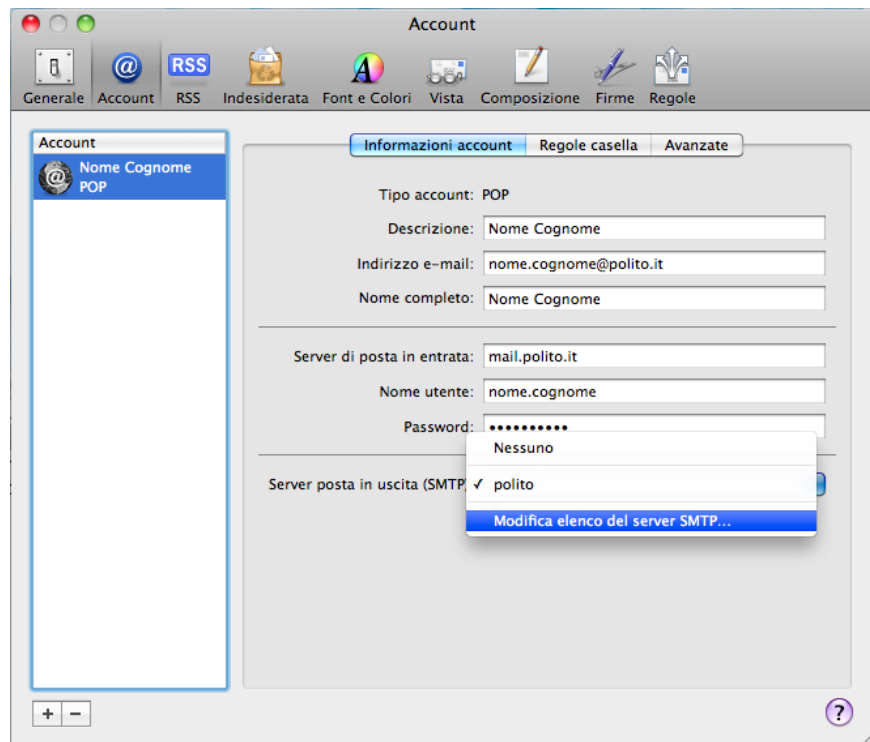 Account
RSS
Generale Account RSS Indesiderata Font e Colori Vista Composizione Firme Regole
Account
Nome Cognome
POP
Informazioni account Regole casella Avanzate
Tipo account: POP
Descrizione: Nome Cognome
Indirizzo e-mail: nome.cognome@polito.it
Nome completo: Nome Cognome
Server di posta in entrata: mail.polito.it
Nome utente: nome.cognome
Password: ••••••••••
Nessuno
Server posta in uscita (SMTP) ✓ polito
Modifica elenco del server SMTP...
+ − ?